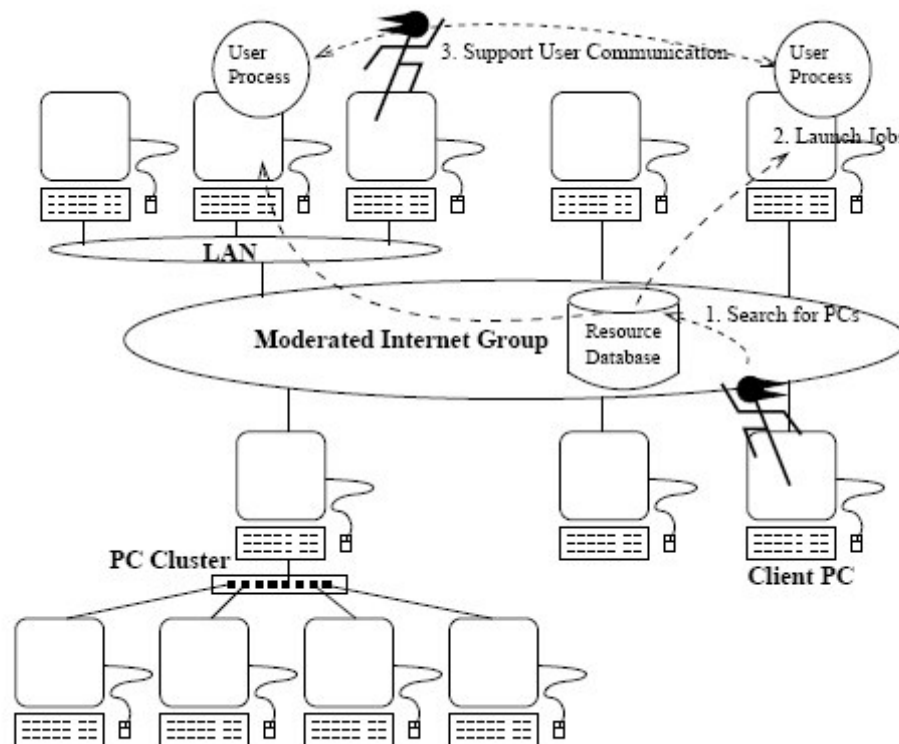 User
Process
3. Support User Communication
User
Process
2. Launch Jobs
LAN
1. Search for PCs
Moderated Internet Group
Resource
Database
PC Cluster
Client PC